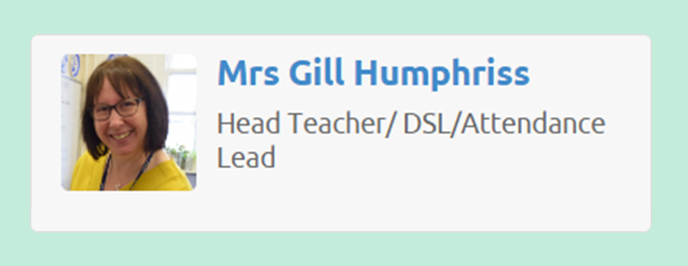 Mrs Gill Humphriss
Head Teacher/ DSL/Attendance
Lead